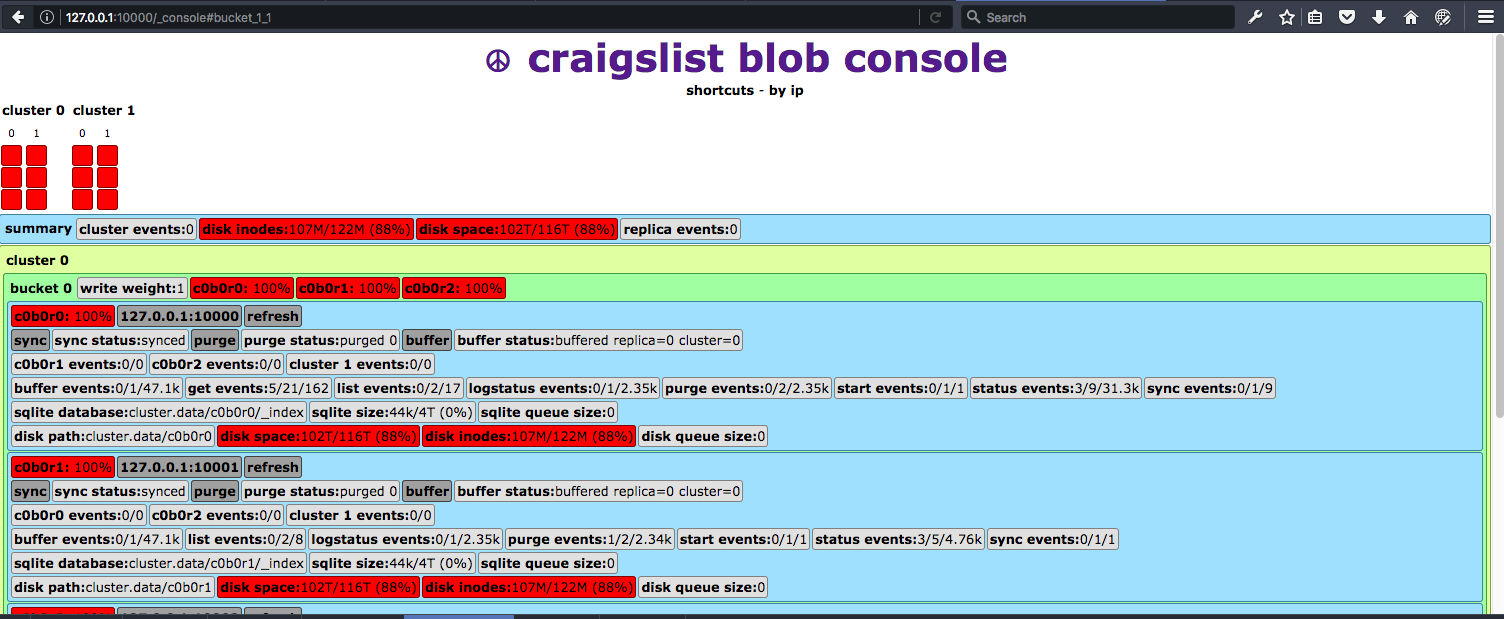 127.0.0.1:10000/_console#bucket_1_1 Search
☮ craigslist blob console
shortcuts - by ip
cluster 0 cluster 1
0 1 0 1
summary cluster events:0 disk inodes:107M/122M (88%) disk space:102T/116T (88%) replica events:0
cluster 0
bucket 0 write weight:1 c0b0r0: 100% c0b0r1: 100% c0b0r2: 100%
c0b0r0: 100% 127.0.0.1:10000 refresh
sync sync status:synced purge purge status:purged 0 buffer buffer status:buffered replica=0 cluster=0
c0b0r1 events:0/0 c0b0r2 events:0/0 cluster 1 events:0/0
buffer events:0/1/47.1k get events:5/21/162 list events:0/2/17 logstatus events:0/1/2.35k purge events:0/2/2.35k start events:0/1/1 status events:3/9/31.3k sync events:0/1/9
sqlite database:cluster.data/c0b0r0/_index sqlite size:44k/4T (0%) sqlite queue size:0
disk path:cluster.data/c0b0r0 disk space:102T/116T (88%) disk inodes:107M/122M (88%) disk queue size:0
c0b0r1: 100% 127.0.0.1:10001 refresh
sync sync status:synced purge purge status:purged 0 buffer buffer status:buffered replica=0 cluster=0
c0b0r0 events:0/0 c0b0r2 events:0/0 cluster 1 events:0/0
buffer events:0/1/47.1k list events:0/2/8 logstatus events:0/1/2.35k purge events:1/2/2.34k start events:0/1/1 status events:3/5/4.76k sync events:0/1/1
sqlite database:cluster.data/c0b0r1/_index sqlite size:44k/4T (0%) sqlite queue size:0
disk path:cluster.data/c0b0r1 disk space:102T/116T (88%) disk inodes:107M/122M (88%) disk queue size:0